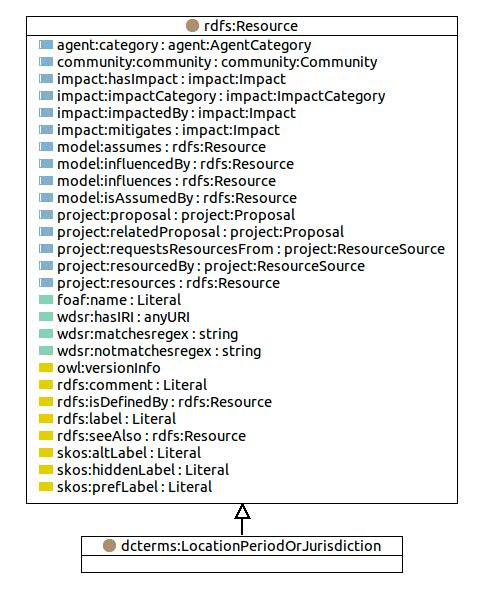 rdfs:Resource
agent:category : agent:AgentCategory
community:community : community:Community
impact:hasImpact : impact:Impact
impact:impactCategory : impact:ImpactCategory
impact:impactedBy : impact:Impact
impact:mitigates : impact:Impact
model:assumes : rdfs:Resource
model:influencedBy : rdfs:Resource
model:influences : rdfs:Resource
model:isAssumedBy : rdfs:Resource
project:proposal : project:Proposal
project:relatedProposal : project:Proposal
project:requestsResourcesFrom : project:ResourceSource
project:resourcedBy : project:ResourceSource
project:resources : rdfs:Resource
foaf:name : Literal
wdsr:hasIRI : anyURI
wdsr:matchesregex : string
wdsr:notmatchesregex : string
owl:versionInfo
rdfs:comment : Literal
rdfs:isDefinedBy : rdfs:Resource
rdfs:label : Literal
rdfs:seeAlso : rdfs:Resource
skos:altLabel : Literal
skos:hiddenLabel : Literal
skos:prefLabel : Literal
dcterms:LocationPeriodOrJurisdiction